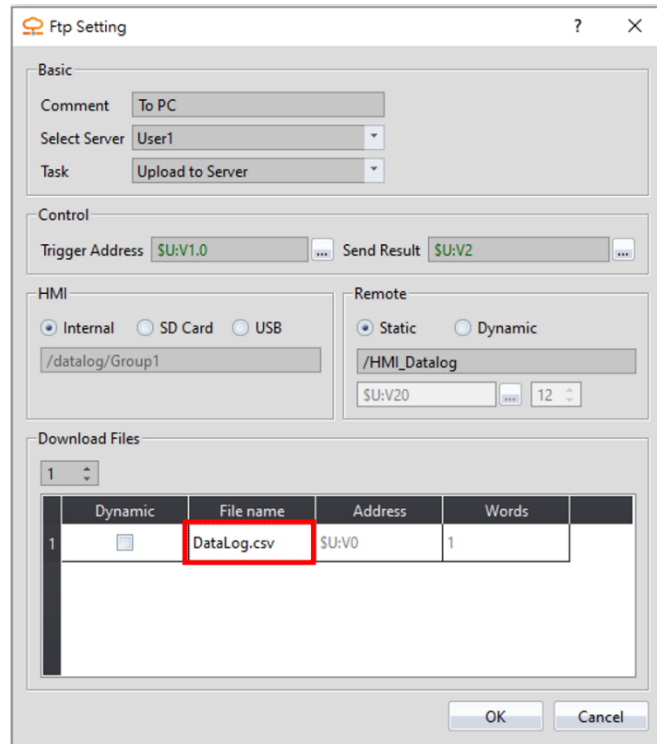 Ftp Setting ? ×
Basic
Comment To PC
Select Server User1
Task Upload to Server
Control
Trigger Address $U:V1.0 ... Send Result $U:V2 ...
HMI
Internal SD Card USB
/datalog/Group1
Remote
Static Dynamic
/HMI_Datalog
$U:V20 ... 12
Download Files
1
Dynamic File name Address Words
1 DataLog.csv $U:V0 1
OK Cancel